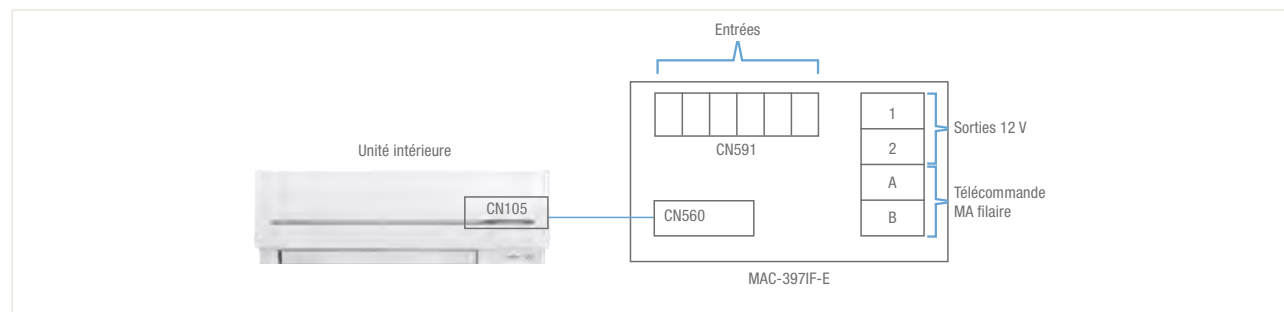 Entrées
CN591
1
2
Sorties 12 V
A
B
Télécommande
MA filaire
Unité intérieure
CN105
CN560
MAC-397IF-E